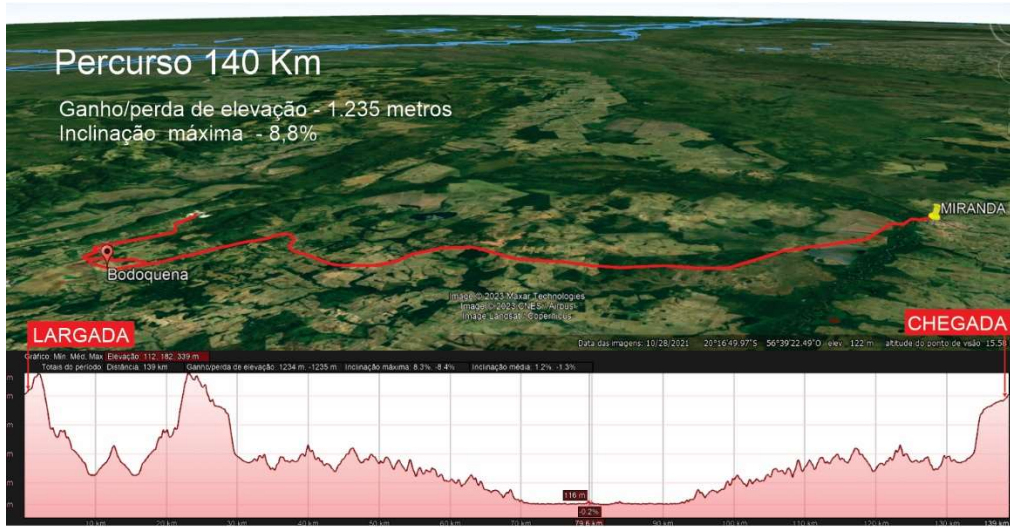 Percurso 140 Km
Ganho/perda de elevação - 1.235 metros
Inclinação máxima - 8,8%
MIRANDA
Bodoquena
Image © 2023 Maxar Technologies
Image © 2023 CNES / Airbus
Image Landsat / Copernicus
LARGADA
CHEGADA
Data das imagens: 10/28/2021 20°16'49.97"S 56°39'22.49"O elev 122 m altitude do ponto de visão 15.58
Gráfico: Mín. Méd. Max Elevação: 112, 182, 339 m
Totais do período: Distância: 139 km Ganho/perda de elevação: 1234 m, -1235 m Inclinação máxima: 8.3%, -8.4% Inclinação média: 1.2%, -1.3%
m
m
m
m
m
116 m
-0.2%
10 km 20 km 30 km 40 km 50 km 60 km 70 km 79.6 km 90 km 100 km 110 km 120 km 130 km 139 km